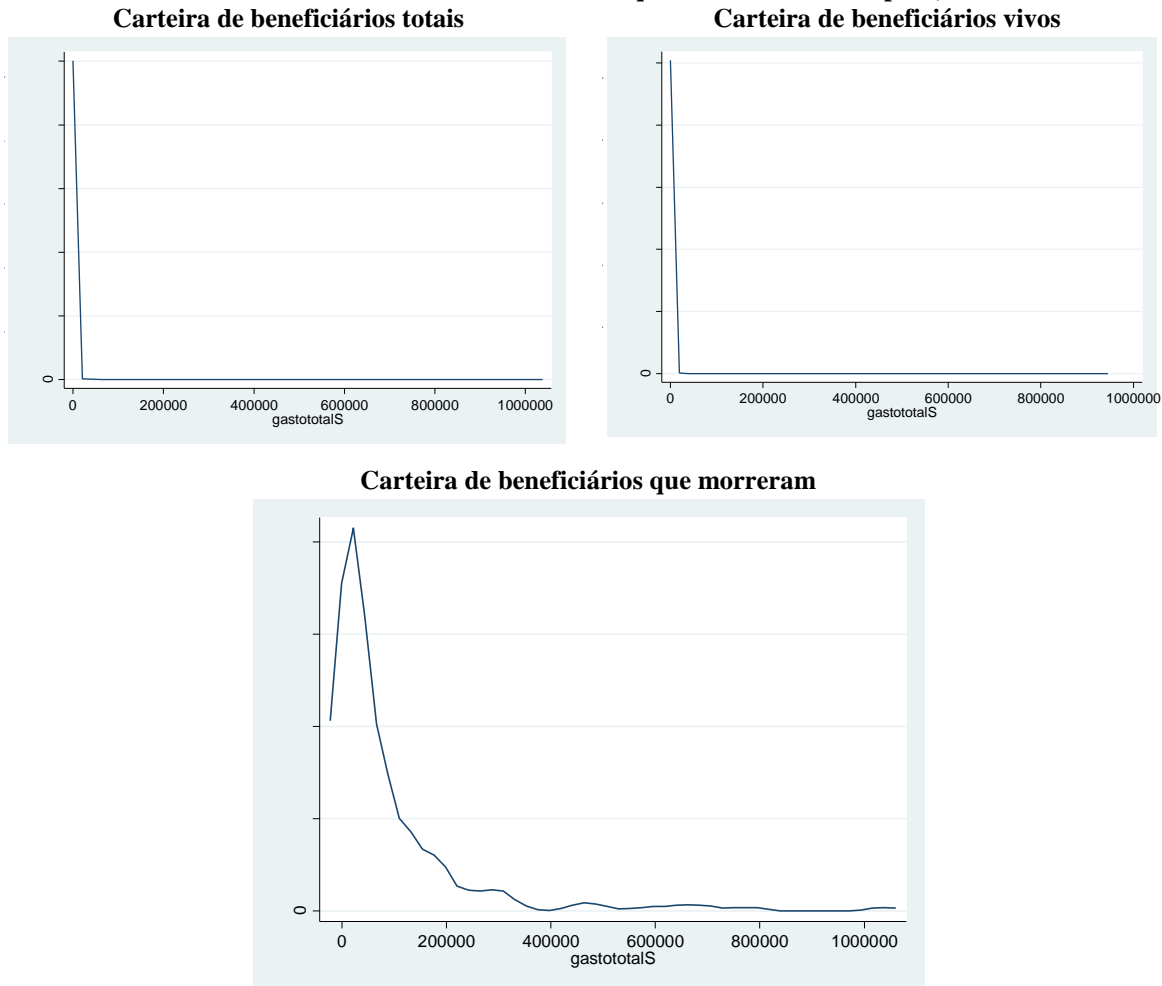 Carteira de beneficiários totais
Carteira de beneficiários vivos
0
0 200000 400000 600000 800000 1000000
gastototalS
0
0 200000 400000 600000 800000 1000000
gastototalS
Carteira de beneficiários que morreram
0
0 200000 400000 600000 800000 1000000
gastototalS